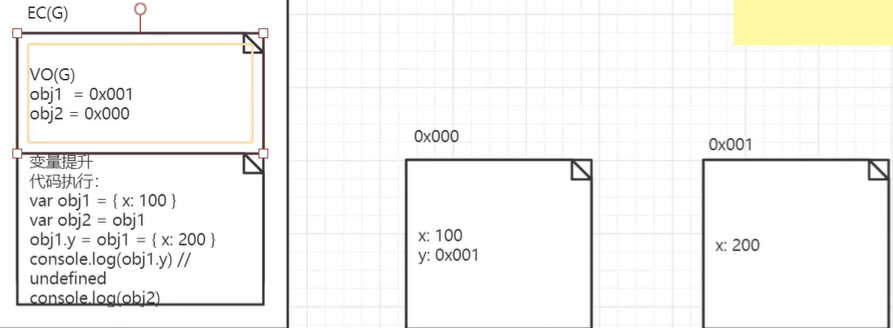 EC(G)
VO(G)
obj1 = 0x001
obj2 = 0x000
变量提升
代码执行:
var obj1 = { x: 100 }
var obj2 = obj1
obj1.y = obj1 = { x: 200 }
console.log(obj1.y) //
undefined
console.log(obj2)
0x000
x: 100
y: 0x001
0x001
x: 200